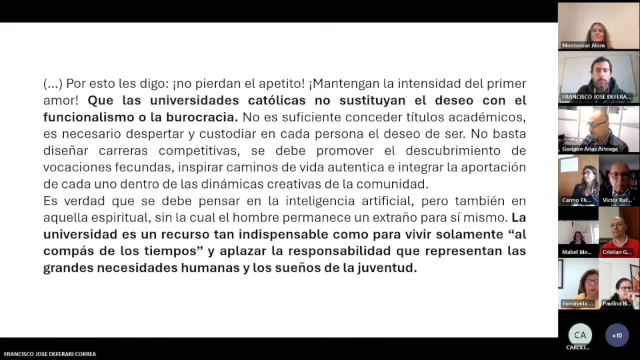 (...) Por esto les digo: ¡no pierdan el apetito! ¡Mantengan la intensidad del primer
amor! Que las universidades católicas no sustituyan el deseo con el
funcionalismo o la burocracia. No es suficiente conceder títulos académicos,
es necesario despertar y custodiar en cada persona el deseo de ser. No basta
diseñar carreras competitivas, se debe promover el descubrimiento de
vocaciones fecundas, inspirar caminos de vida autentica e integrar la aportación
de cada uno dentro de las dinámicas creativas de la comunidad.
Es verdad que se debe pensar en la inteligencia artificial, pero también en
aquella espiritual, sin la cual el hombre permanece un extraño para sí mismo. La
universidad es un recurso tan indispensable como para vivir solamente “al
compás de los tiempos” y aplazar la responsabilidad que representan las
grandes necesidades humanas y los sueños de la juventud.
Montserrat Alom
FRANCISCO JOSE DEFERRA...
Gustavo Arias Arteaga
Carmo Th...
Victor Raf...
Mabel Me...
Cristian G...
Iluminada ...
Paulina N...
CA
+10
CAROLI...
FRANCISCO JOSE DEFERARI CORREA